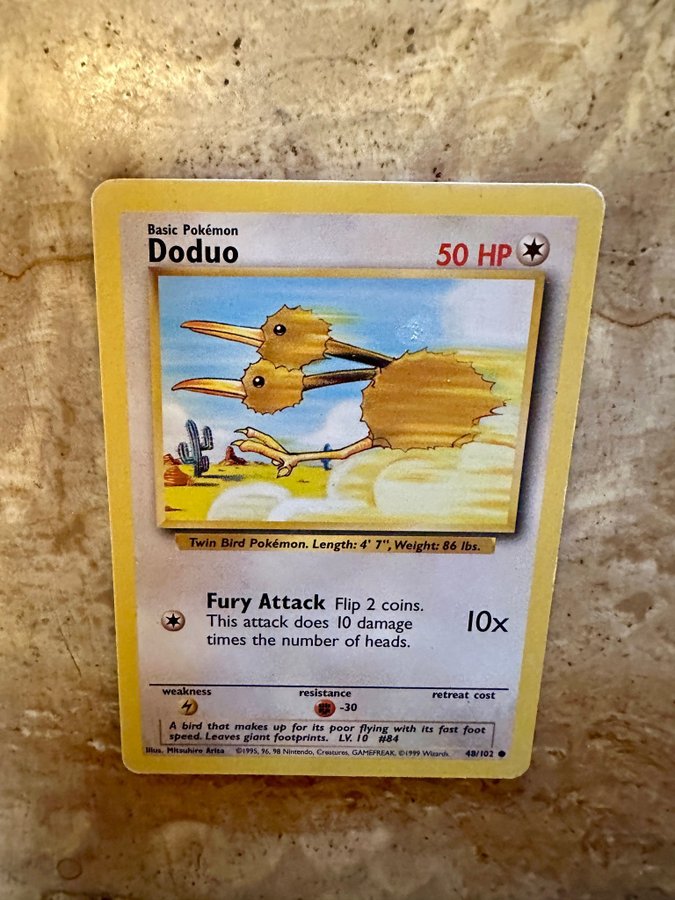 Basic Pokémon
Doduo
50 HP
Twin Bird Pokémon. Length: 4' 7", Weight: 86 lbs.
Fury Attack Flip 2 coins.
This attack does 10 damage
times the number of heads.
10x
weakness
resistance
retreat cost
-30
A bird that makes up for its poor flying with its fast foot
speed. Leaves giant footprints. LV. 10 #84
Illus. Mitsuhiro Arita ©1995, 96, 98 Nintendo, Creatures, GAMEFREAK. ©1999 Wizards. 48/102